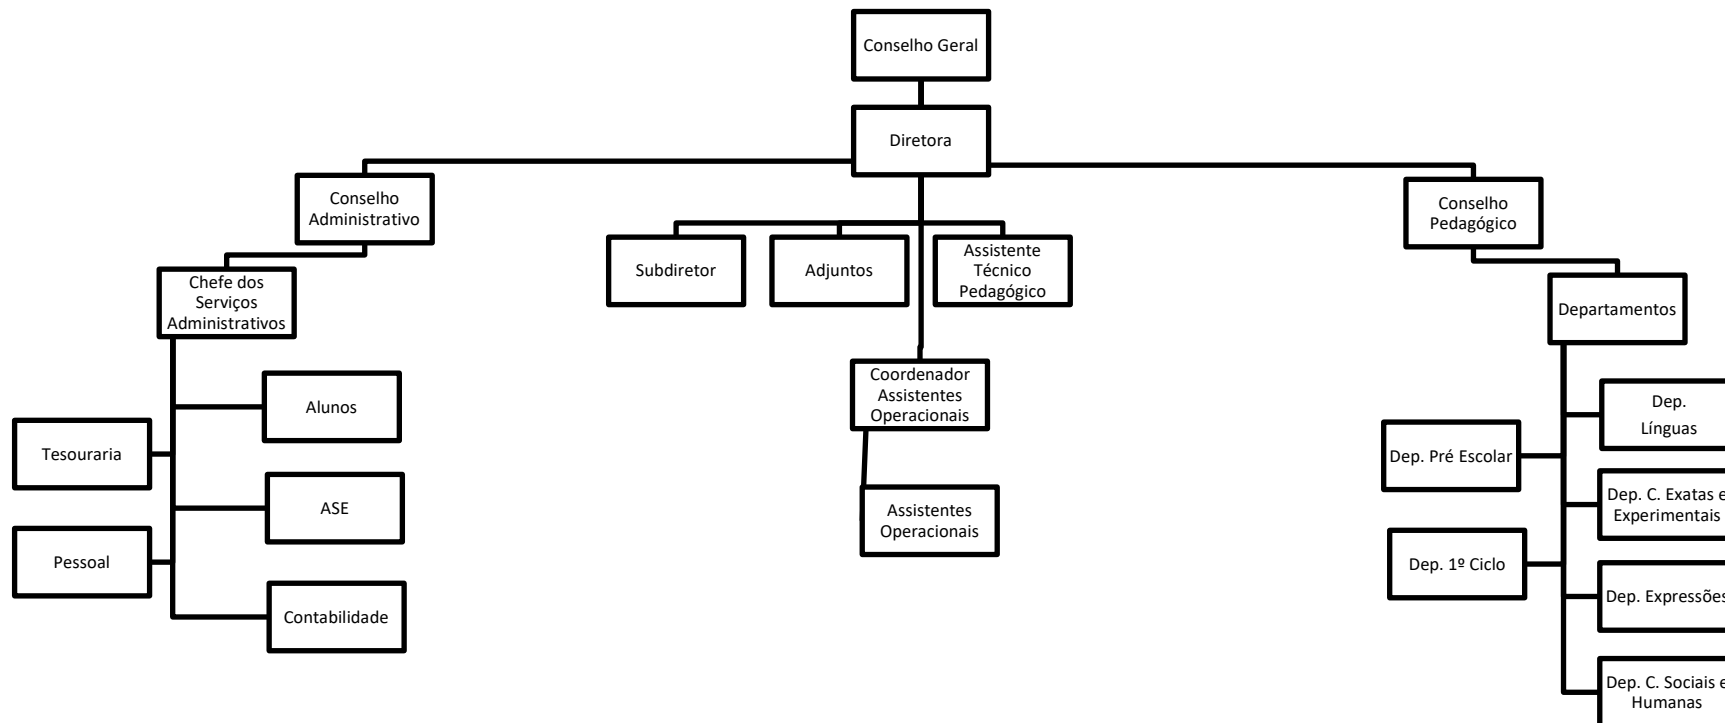 Conselho Geral
Diretora
Conselho
Administrativo
Conselho
Pedagógico
Subdiretor
Adjuntos
Assistente
Técnico
Pedagógico
Chefe dos
Serviços
Administrativos
Departamentos
Coordenador
Assistentes
Operacionais
Alunos
Tesouraria
ASE
Pessoal
Contabilidade
Assistentes
Operacionais
Dep.
Línguas
Dep. Pré Escolar
Dep. C. Exatas e
Experimentais
Dep. 1º Ciclo
Dep. Expressões
Dep. C. Sociais e
Humanas